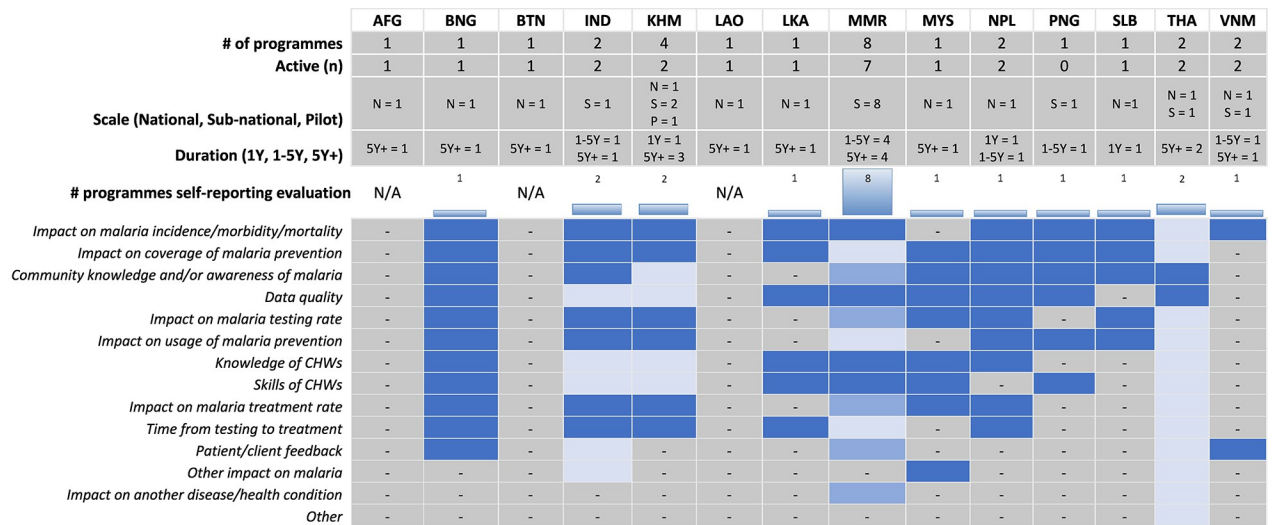 AFG BNG BTN IND KHM LAO LKA MMR MYS NPL PNG SLB THA VNM
# of programmes 1 1 1 2 4 1 1 8 1 2 1 1 2 2
Active (n) 1 1 1 2 2 1 1 7 1 2 0 1 2 2
N = 1
N = 1 N = 1 N = 1 S = 1 S = 2 N = 1 N = 1 S = 8 N = 1 N = 1 S = 1 N =1 N = 1 N = 1
Scale (National, Sub-national, Pilot) P = 1 S = 1 S = 1
1-5Y = 1 1Y = 1 1-5Y = 4 1Y = 1 1-5Y = 1
Duration (1Y, 1-5Y, 5Y+) 5Y+ = 1 5Y+ = 1 5Y+ = 1 5Y+ = 1 5Y+ = 3 5Y+ = 1 5Y+ = 1 5Y+ = 4 5Y+ = 1 1-5Y = 1 1-5Y = 1 1Y = 1 5Y+ = 2 5Y+ = 1
# programmes self-reporting evaluation N/A 1 N/A 2 2 N/A 1 8 1 1 1 1 2 1
Impact on malaria incidence/morbidity/mortality - - - -
Impact on coverage of malaria prevention - - - -
Community knowledge and/or awareness of malaria - - - - -
Data quality - - - - -
Impact on malaria testing rate - - - - - -
Impact on usage of malaria prevention - - - - - -
Knowledge of CHWs - - - - - -
Skills of CHWs - - - - - -
Impact on malaria treatment rate - - - - - - -
Time from testing to treatment - - - - - - -
Patient/client feedback - - - - - - - - -
Other impact on malaria - - - - - - - - - - -
Impact on another disease/health condition - - - - - - - - - - - -
Other - - - - - - - - - - - - -